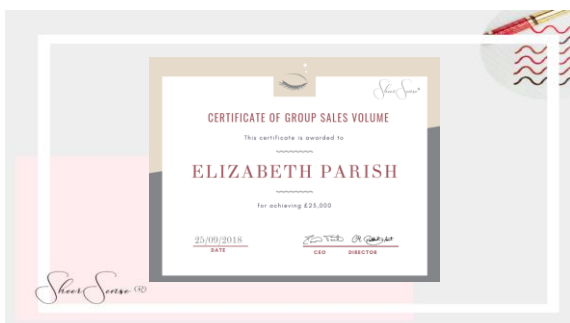 SheerSense®
CERTIFICATE OF GROUP SALES VOLUME
This certificate is awarded to
ELIZABETH PARISH
for achieving £25,000
25/09/2018
DATE
CEO DIRECTOR
SheerSense ®